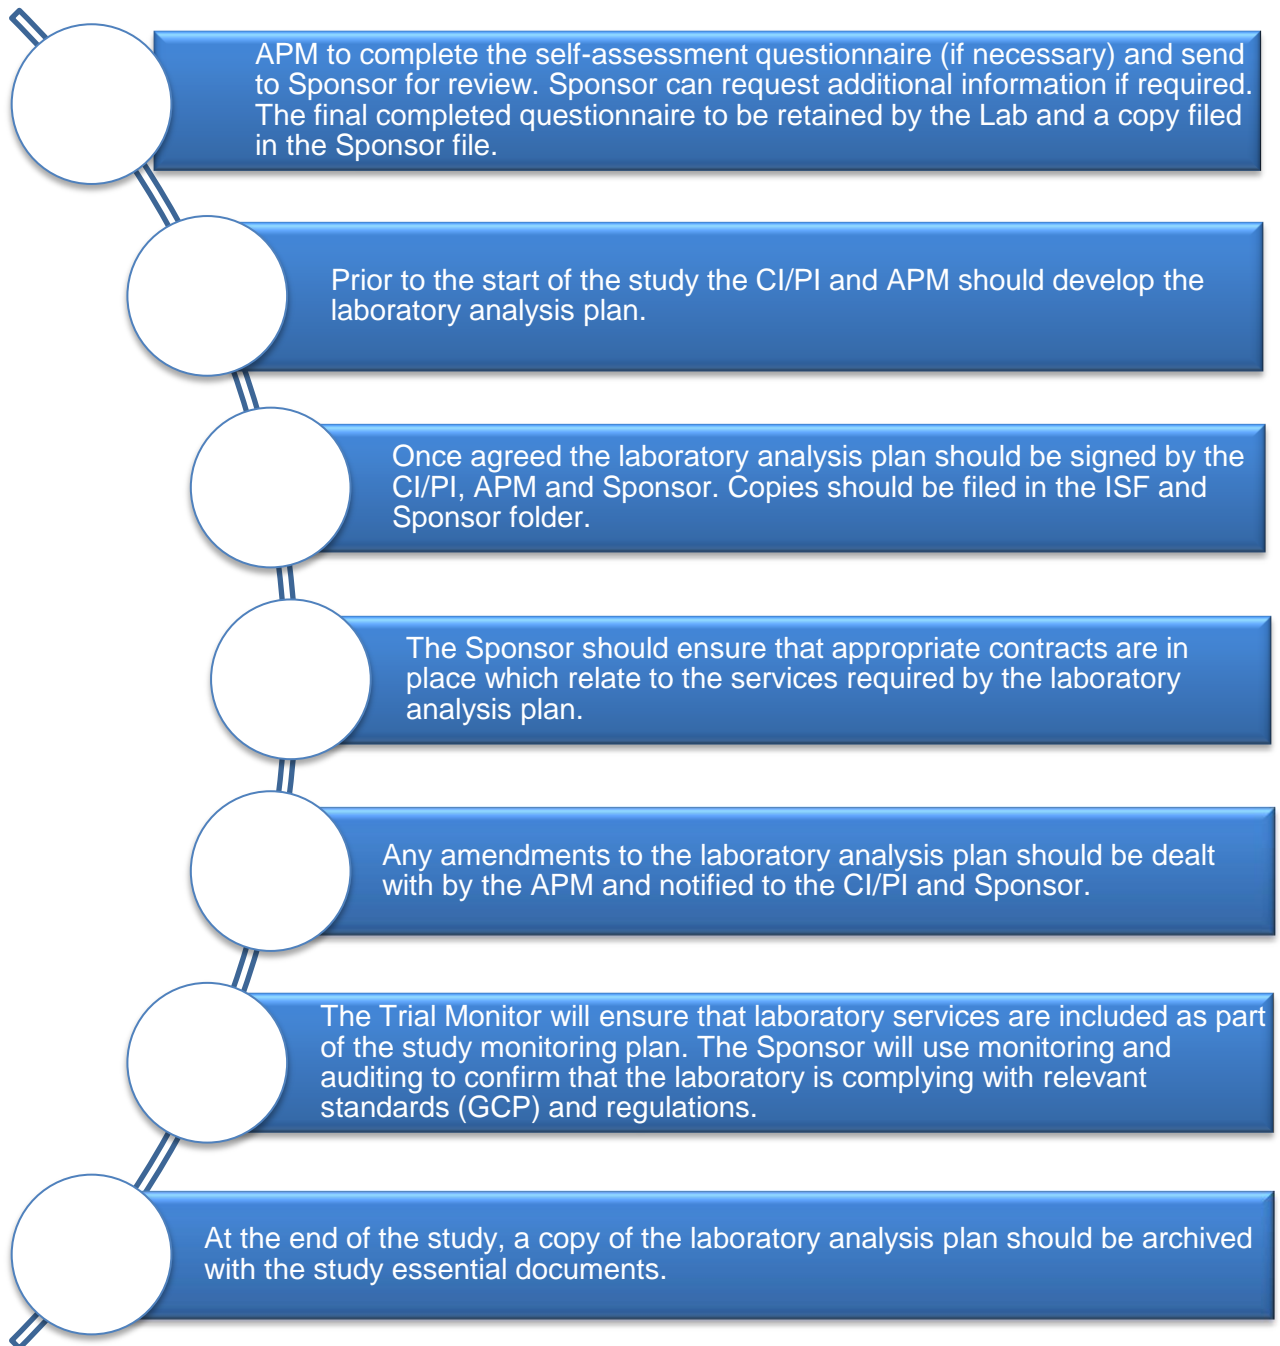 APM to complete the self-assessment questionnaire (if necessary) and send
to Sponsor for review. Sponsor can request additional information if required.
The final completed questionnaire to be retained by the Lab and a copy filed
in the Sponsor file.
Prior to the start of the study the CI/PI and APM should develop the
laboratory analysis plan.
Once agreed the laboratory analysis plan should be signed by the
CI/PI, APM and Sponsor. Copies should be filed in the ISF and
Sponsor folder.
The Sponsor should ensure that appropriate contracts are in
place which relate to the services required by the laboratory
analysis plan.
Any amendments to the laboratory analysis plan should be dealt
with by the APM and notified to the CI/PI and Sponsor.
The Trial Monitor will ensure that laboratory services are included as part
of the study monitoring plan. The Sponsor will use monitoring and
auditing to confirm that the laboratory is complying with relevant
standards (GCP) and regulations.
At the end of the study, a copy of the laboratory analysis plan should be archived
with the study essential documents.